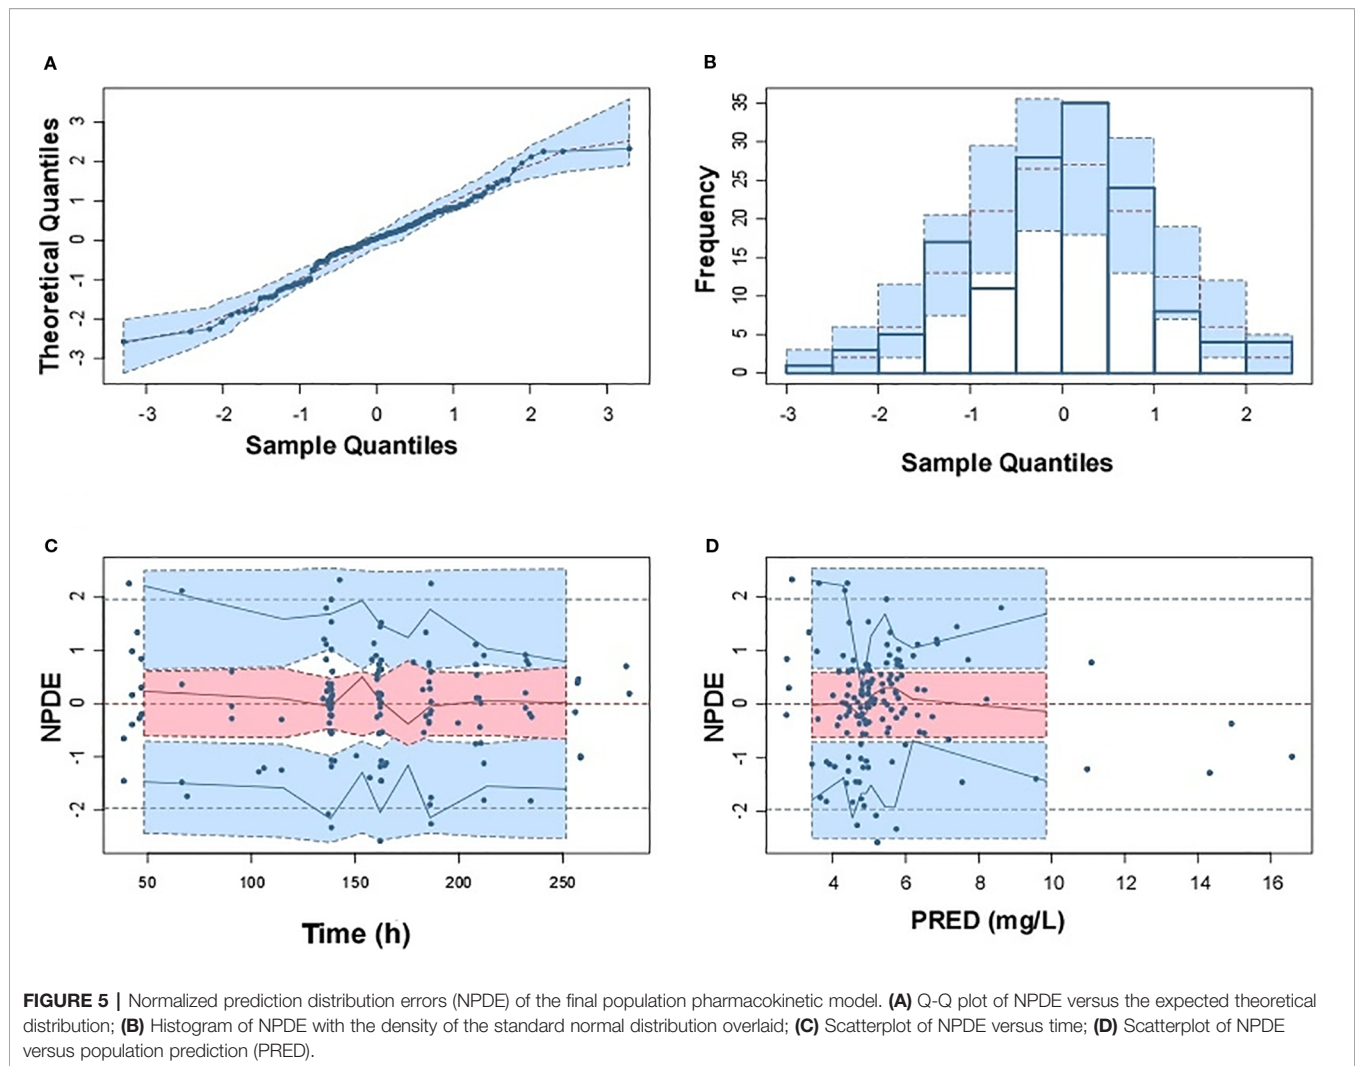 A
B
Theoretical Quantiles
3
2
1
0
-1
-2
-3
-3 -2 -1 0 1 2 3
Sample Quantiles
Frequency
35
30
25
20
15
10
5
0
-3 -2 -1 0 1 2
Sample Quantiles
C
D
NPDE
2
1
0
-1
-2
50 100 150 200 250
Time (h)
NPDE
2
1
0
-1
-2
4 6 8 10 12 14 16
PRED (mg/L)
FIGURE 5 | Normalized prediction distribution errors (NPDE) of the final population pharmacokinetic model. (A) Q-Q plot of NPDE versus the expected theoretical
distribution; (B) Histogram of NPDE with the density of the standard normal distribution overlaid; (C) Scatterplot of NPDE versus time; (D) Scatterplot of NPDE
versus population prediction (PRED).